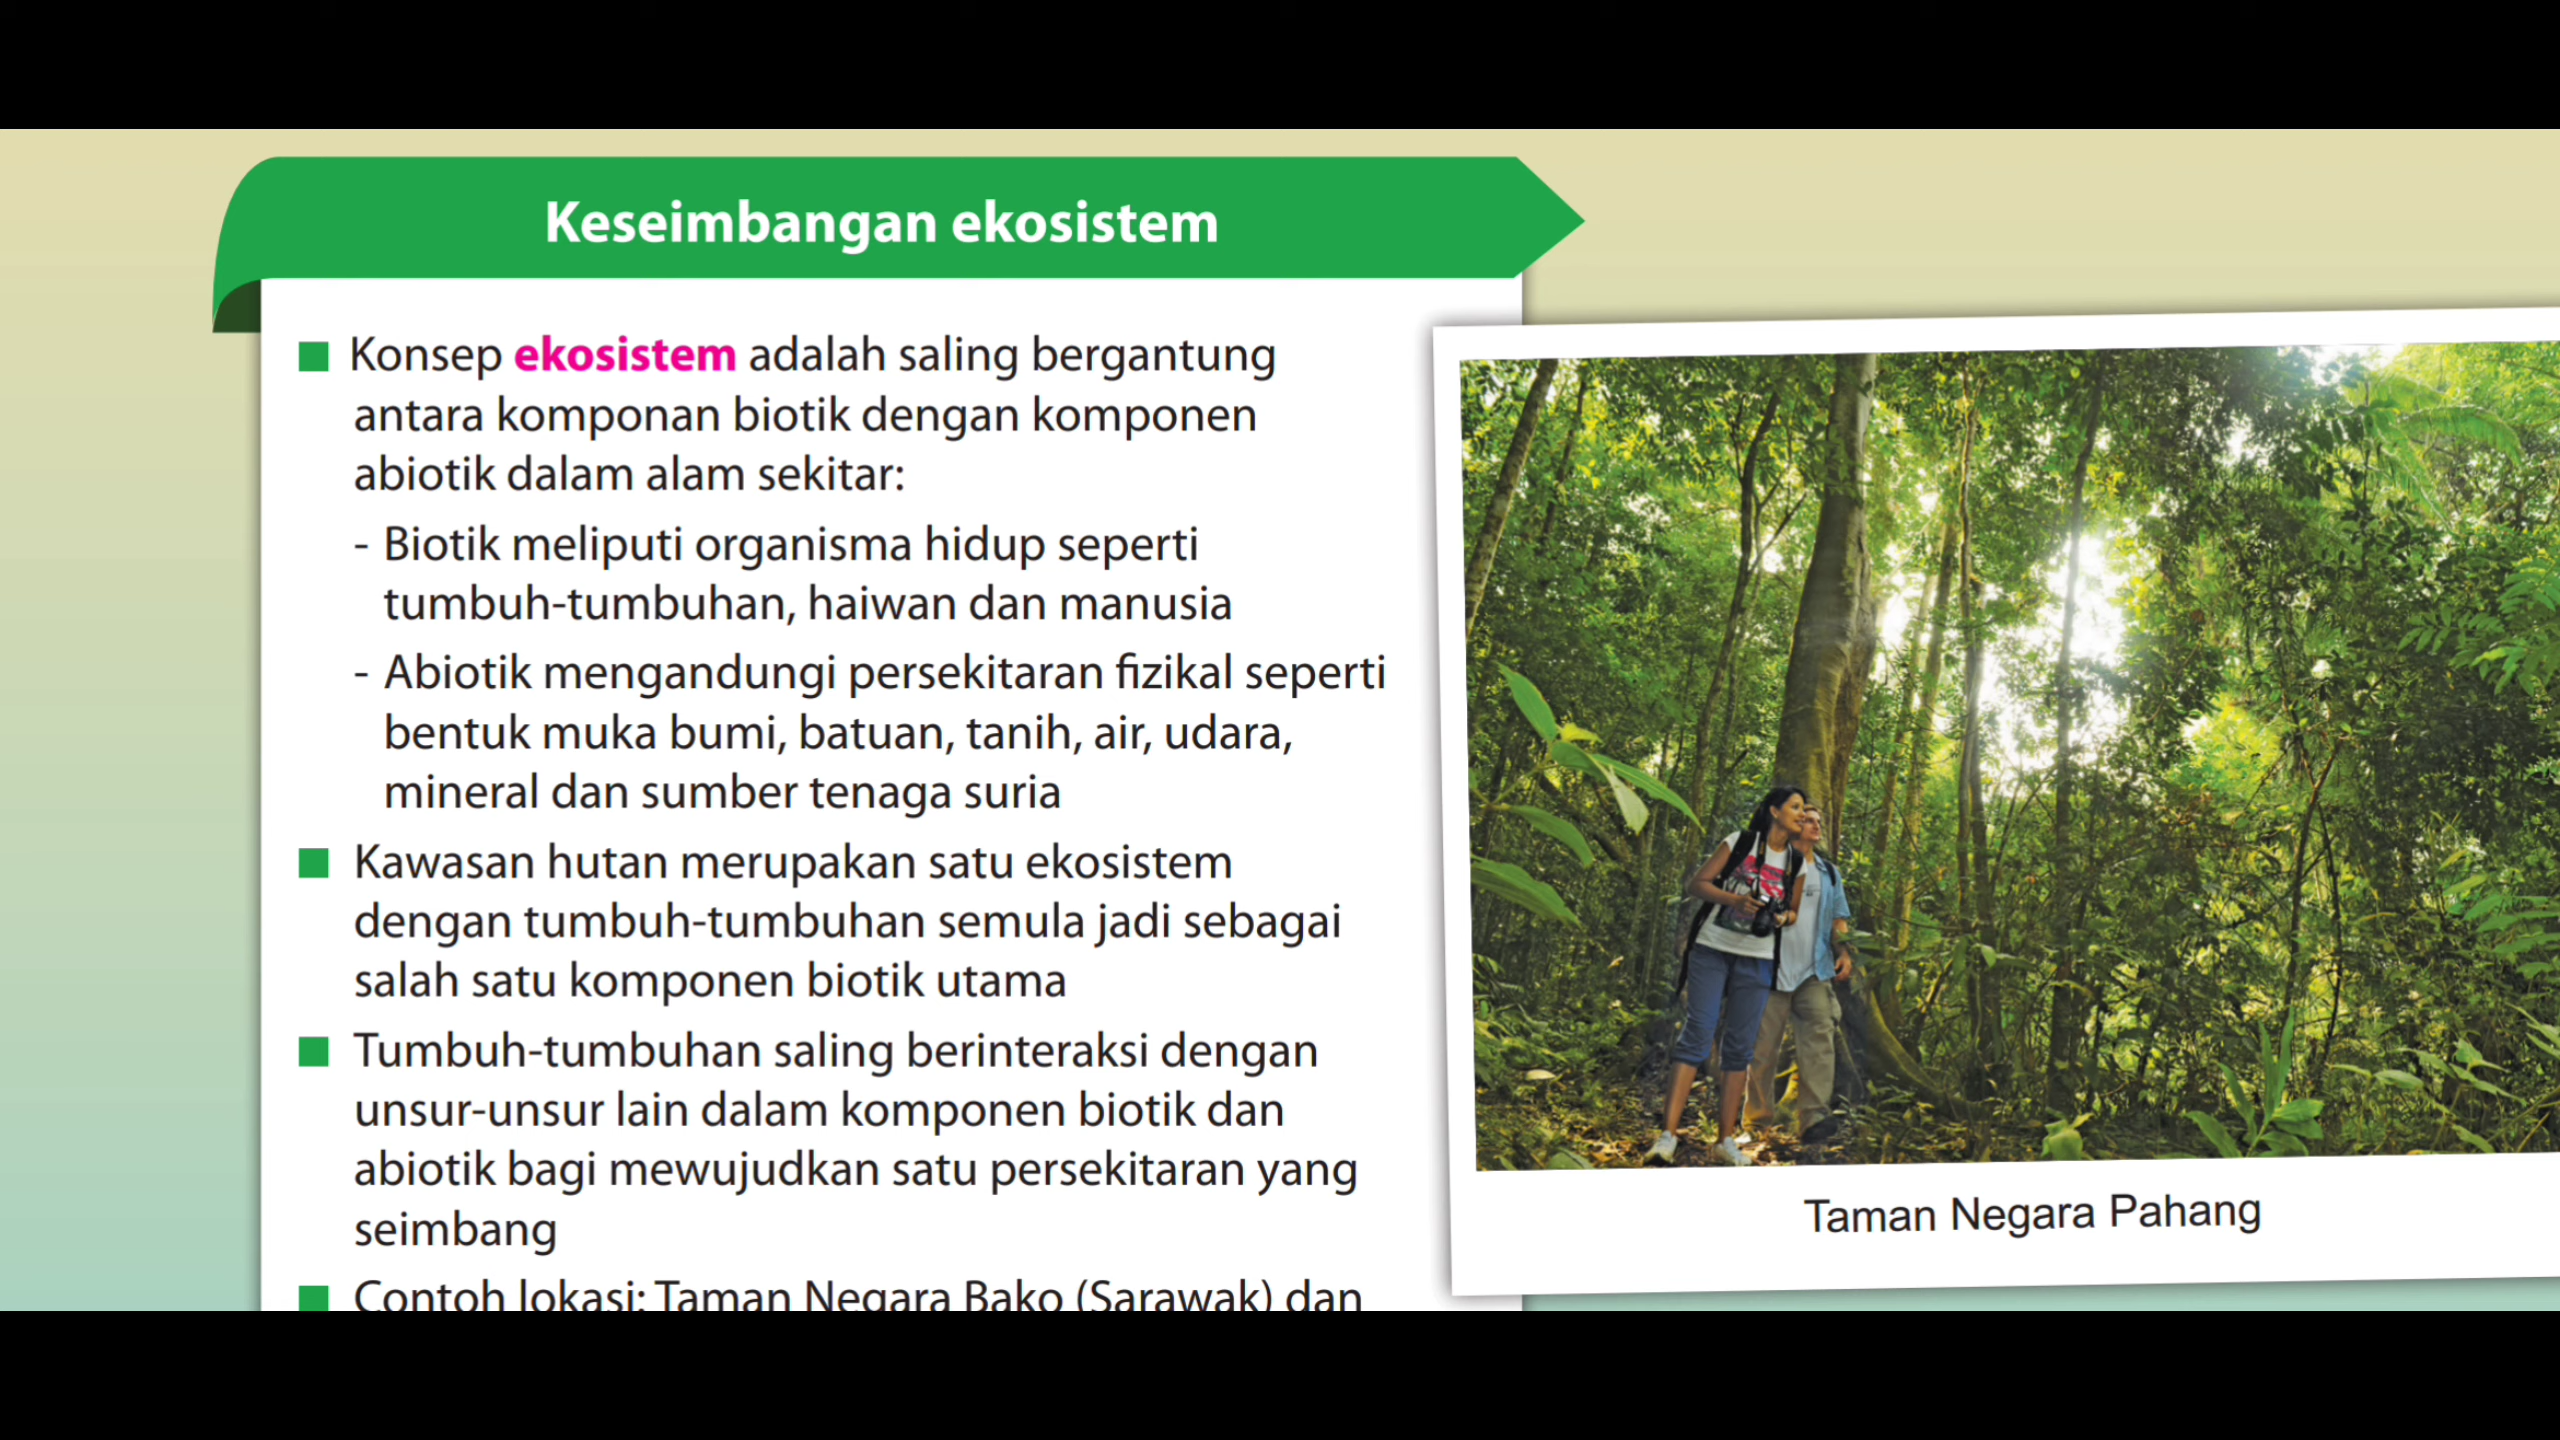 Keseimbangan ekosistem
■ Konsep ekosistem adalah saling bergantung
antara komponan biotik dengan komponen
abiotik dalam alam sekitar:
- Biotik meliputi organisma hidup seperti
tumbuh-tumbuhan, haiwan dan manusia
- Abiotik mengandungi persekitaran fizikal seperti
bentuk muka bumi, batuan, tanih, air, udara,
mineral dan sumber tenaga suria
■ Kawasan hutan merupakan satu ekosistem
dengan tumbuh-tumbuhan semula jadi sebagai
salah satu komponen biotik utama
■ Tumbuh-tumbuhan saling berinteraksi dengan
unsur-unsur lain dalam komponen biotik dan
abiotik bagi mewujudkan satu persekitaran yang
seimbang
■ Contoh lokasi: Taman Negara Bako (Sarawak) dan
Taman Negara Pahang